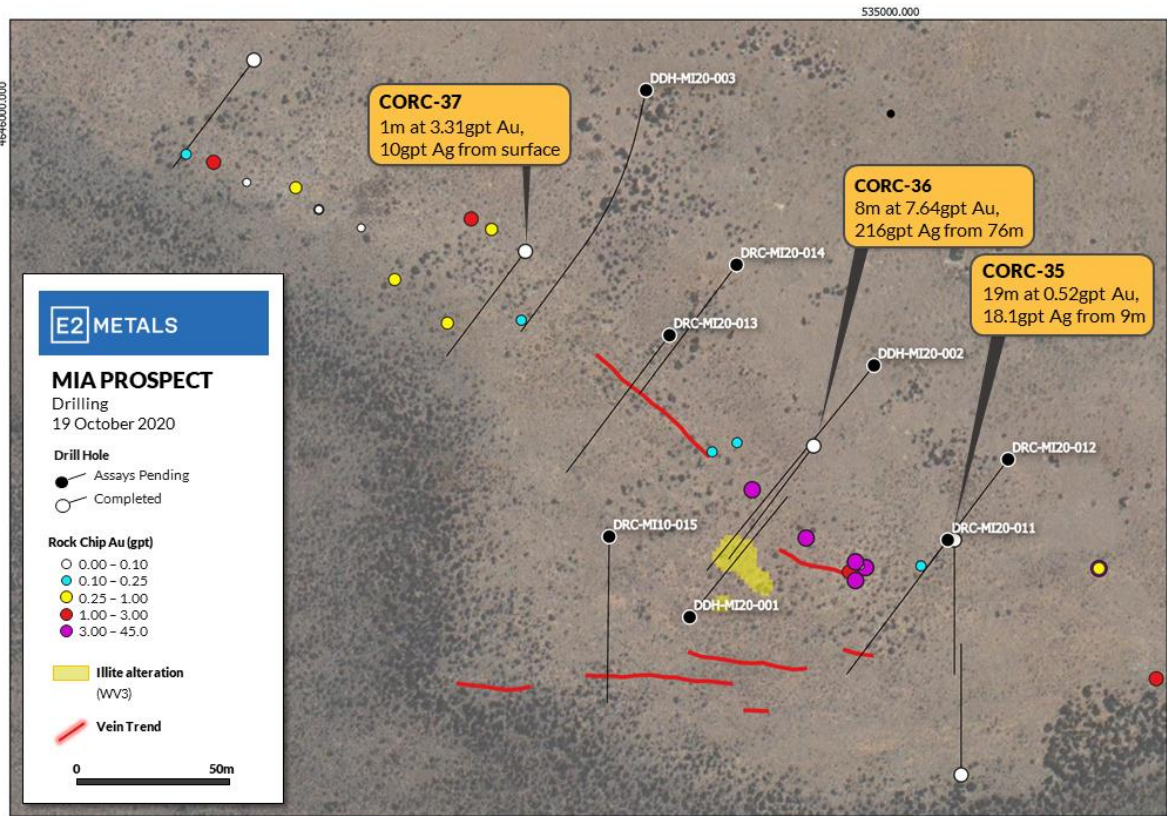 535000.000
4646000.000
DDH-MI20-003
CORC-37
1m at 3.31gpt Au,
10gpt Ag from surface
CORC-36
8m at 7.64gpt Au,
216gpt Ag from 76m
DRC-MI20-014
CORC-35
19m at 0.52gpt Au,
18.1gpt Ag from 9m
DRC-MI20-013
DDH-MI20-002
DRC-MI20-012
DRC-MI10-015
DRC-MI20-011
DDH-MI20-001
E2 METALS
MIA PROSPECT
Drilling
19 October 2020
Drill Hole
Assays Pending
Completed
Rock Chip Au (gpt)
0.00 – 0.10
0.10 – 0.25
0.25 – 1.00
1.00 – 3.00
3.00 – 45.0
Illite alteration
(WV3)
Vein Trend
0 50m